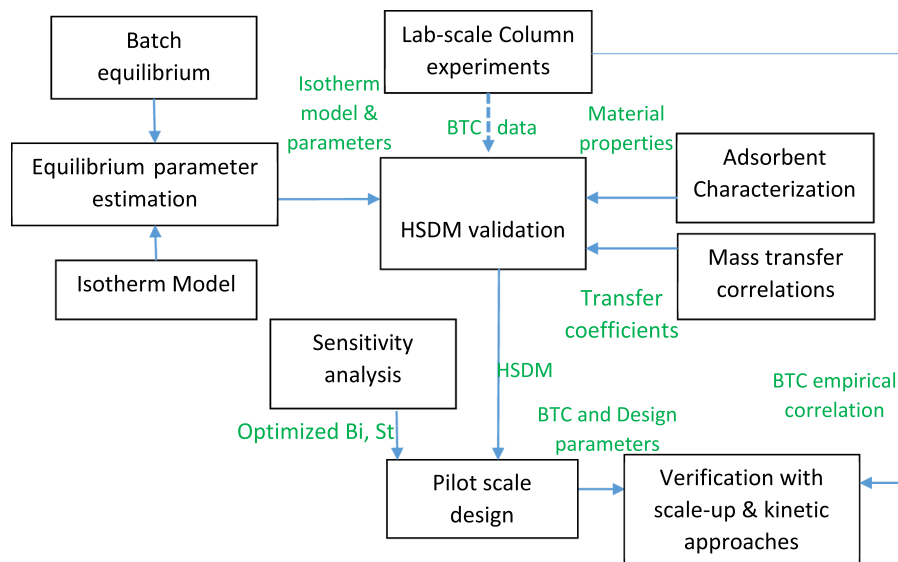 Batch
equilibrium
Lab-scale Column
experiments
Isotherm
model &
parameters
BTC data
Material
properties
Equilibrium parameter
estimation
HSDM validation
Adsorbent
Characterization
Isotherm Model
Mass transfer
correlations
Transfer
coefficients
Sensitivity
analysis
HSDM
BTC empirical
correlation
Optimized Bi, St
BTC and Design
parameters
Pilot scale
design
Verification with
scale-up & kinetic
approaches